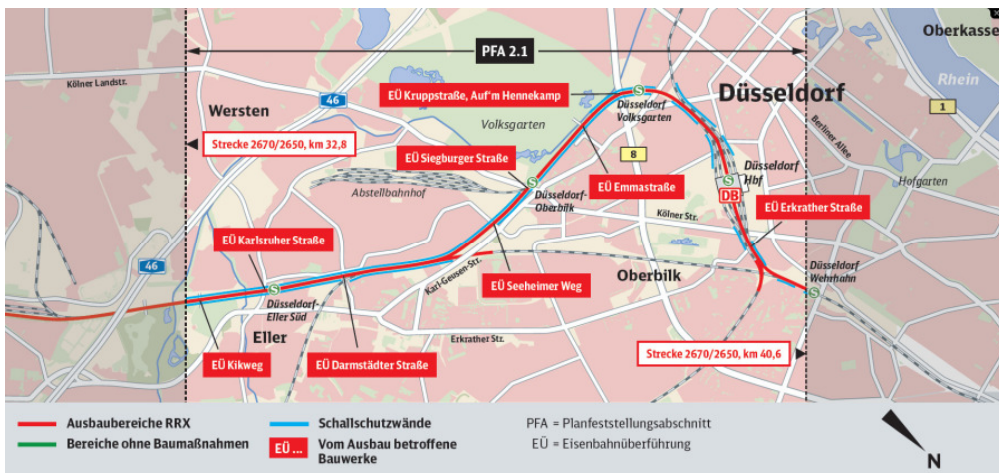 PFA 2.1
Oberkasse
Kölner Landstr.
46
Wersten
EÜ Kruppstraße, Auf'm Hennekamp
S
Düsseldorf
Volksgarten
Düsseldorf
Rhein
1
Berliner Allee
Volksgarten
Strecke 2670/2650, km 32,8
EÜ Siegburger Straße
8
Düsseldorf
Hbf
S
DB
Hofgarten
Abstellbahnhof
S
Düsseldorf-
Oberbilk
EÜ Emmastraße
Kölner Str.
EÜ Erkrather Straße
EÜ Karlsruher Straße
46
Karl-Geusen-Str.
Oberbilk
Düsseldorf
Wehrhahn
S
EÜ Seeheimer Weg
S
Düsseldorf-
Eller Süd
Eller
Erkrather Str.
Strecke 2670/2650, km 40,6
EÜ Kikweg
EÜ Darmstädter Straße
Ausbaubereiche RRX
Bereiche ohne Baumaßnahmen
Schallschutzwände
EÜ ... Vom Ausbau betroffene
Bauwerke
PFA = Planfeststellungsabschnitt
EÜ = Eisenbahnüberführung
N